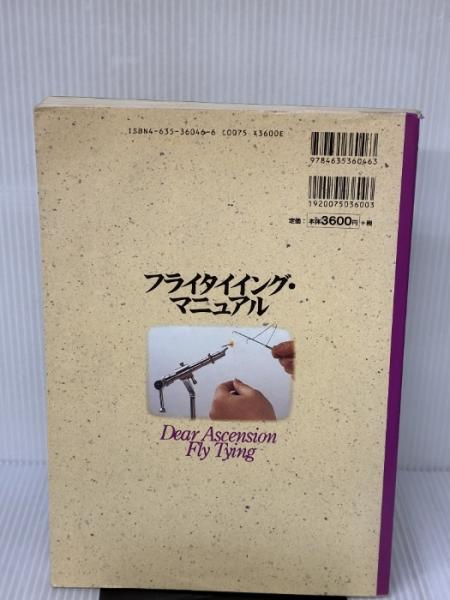 ISBN4-635-36046-6 C0075 ¥3600E
9784635360463
1920075036003
定価：本体3600円+税
フライタイイング・
マニュアル
Dear Ascension
Fly Tying